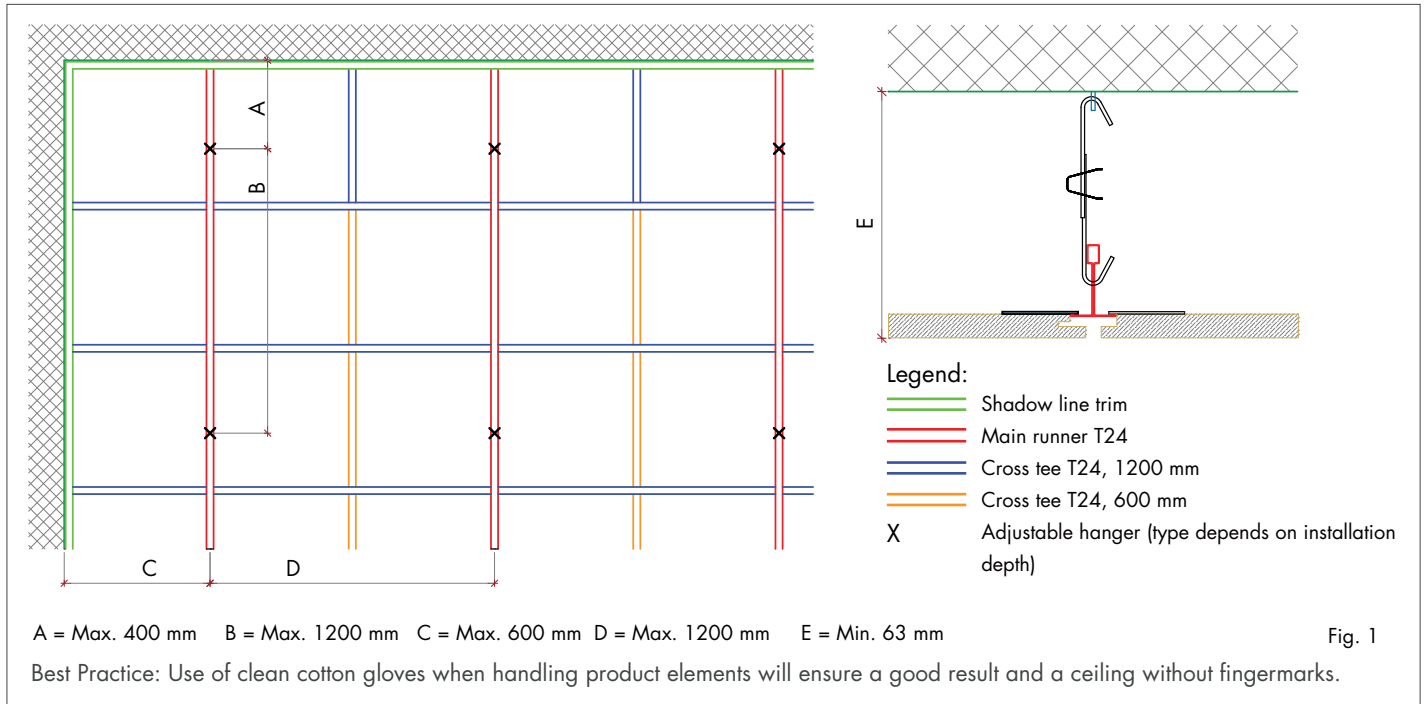 A
B
C
D
E
Legend:
Shadow line trim
Main runner T24
Cross tee T24, 1200 mm
Cross tee T24, 600 mm
X Adjustable hanger (type depends on installation
depth)
A = Max. 400 mm B = Max. 1200 mm C = Max. 600 mm D = Max. 1200 mm E = Min. 63 mm
Fig. 1
Best Practice: Use of clean cotton gloves when handling product elements will ensure a good result and a ceiling without fingermarks.